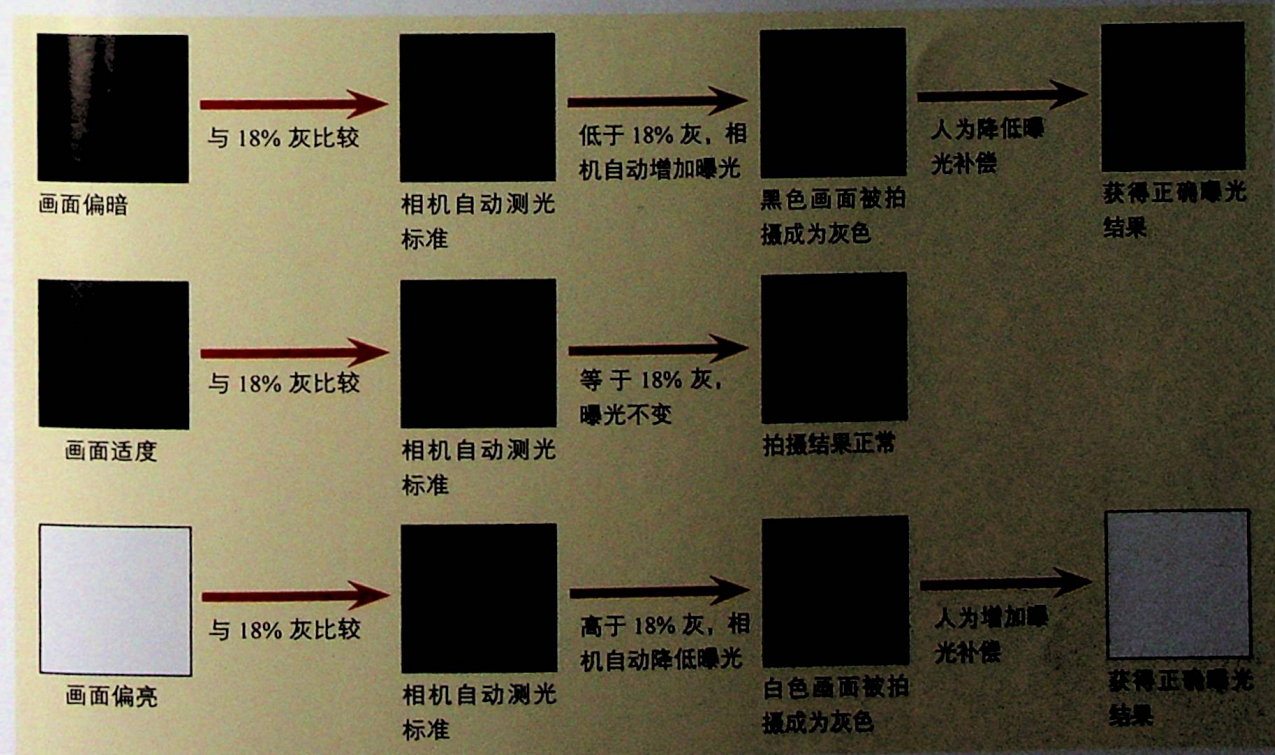 与 18% 灰比较
低于 18% 灰，相
机自动增加曝光
人为降低曝
光补偿
画面偏暗
相机自动测光
标准
黑色画面被拍
摄成为灰色
获得正确曝光
结果
与 18% 灰比较
等于 18% 灰，
曝光不变
画面适度
相机自动测光
标准
拍摄结果正常
与 18% 灰比较
高于 18% 灰，相
机自动降低曝光
人为增加曝
光补偿
画面偏亮
相机自动测光
标准
白色画面被拍
摄成为灰色
获得正确曝光
结果